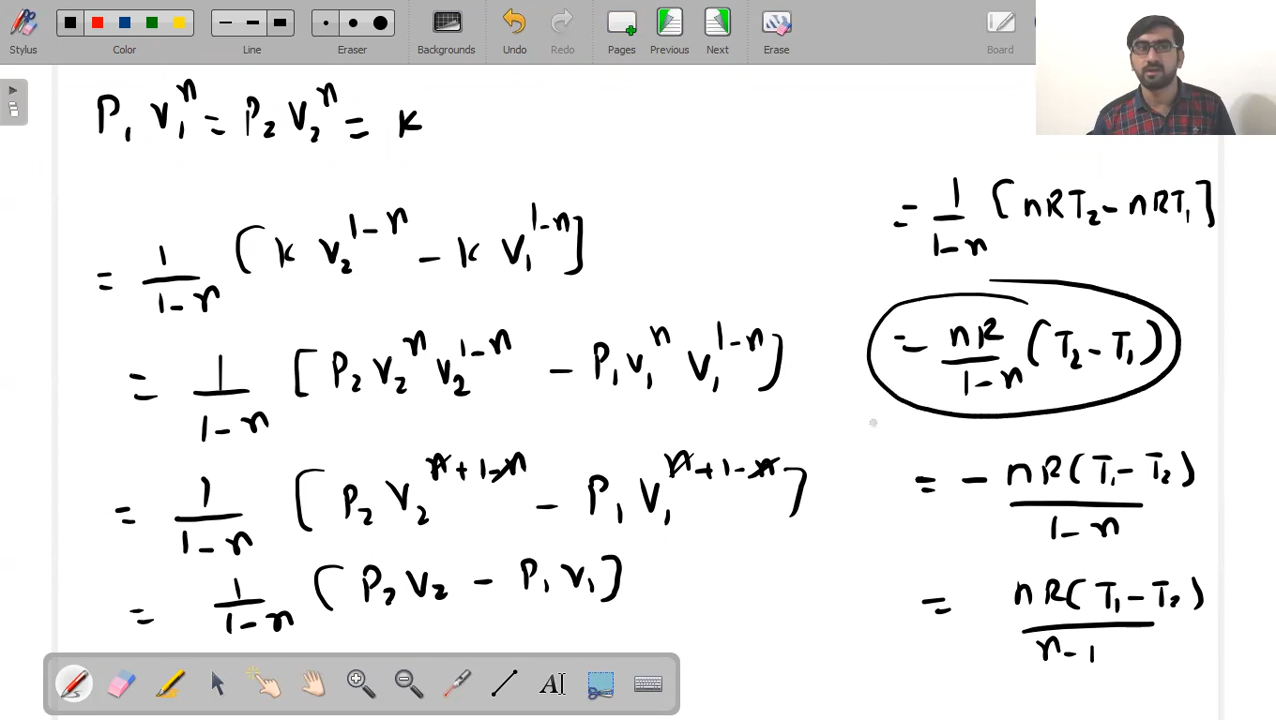 Stylus Color Line Eraser Backgrounds Undo Redo Pages Previous Next Erase Board
P₁ V₁ⁿ = P₂ V₂ⁿ = K
= 1/(1-n) [K V₂^(1-n) - K V₁^(1-n)]
= 1/(1-n) [P₂ V₂ⁿ V₂^(1-n) - P₁ V₁ⁿ V₁^(1-n)]
= 1/(1-n) [P₂ V₂^(n+1-n) - P₁ V₁^(n+1-n)]
= 1/(1-n) [P₂ V₂ - P₁ V₁]
= 1/(1-n) [nRT₂ - nRT₁]
= nR/(1-n) (T₂ - T₁)
= - nR(T₁ - T₂)/(1-n)
= nR(T₁ - T₂)/(n-1)